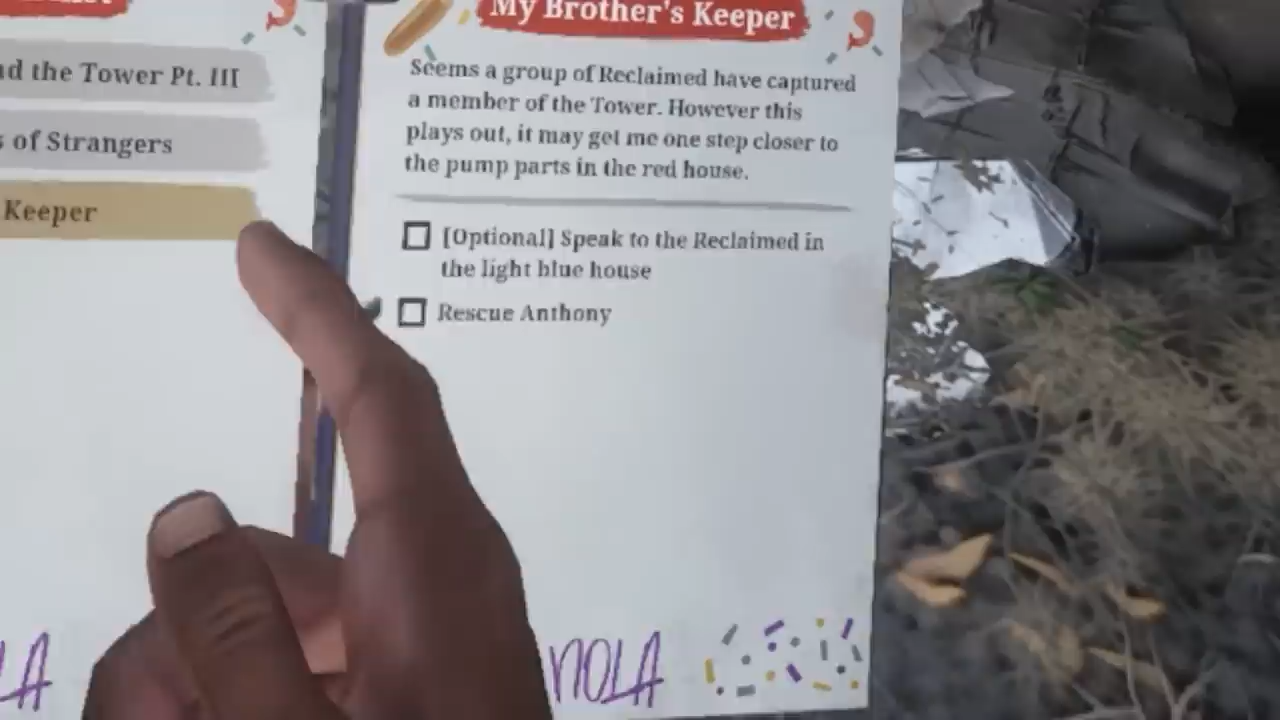 My Brother's Keeper
nd the Tower Pt. III
s of Strangers
Keeper
Seems a group of Reclaimed have captured
a member of the Tower. However this
plays out, it may get me one step closer to
the pump parts in the red house.
[Optional] Speak to the Reclaimed in
the light blue house
Rescue Anthony
LA
NOLA